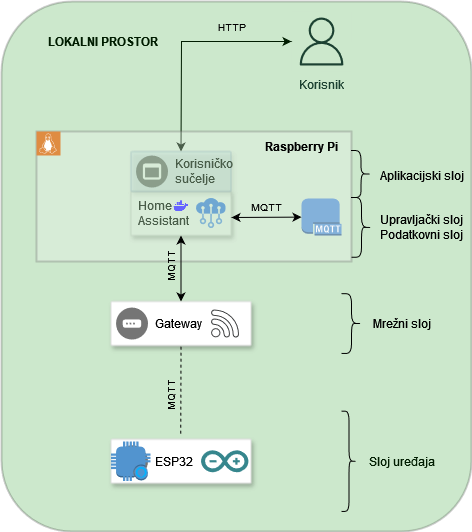 HTTP
LOKALNI PROSTOR
Korisnik
Raspberry Pi
Korisničko
sučelje
Aplikacijski sloj
Home
Assistant
MQTT
MQTT
Upravljački sloj
Podatkovni sloj
MQTT
Gateway
Mrežni sloj
MQTT
ESP32
Sloj uređaja